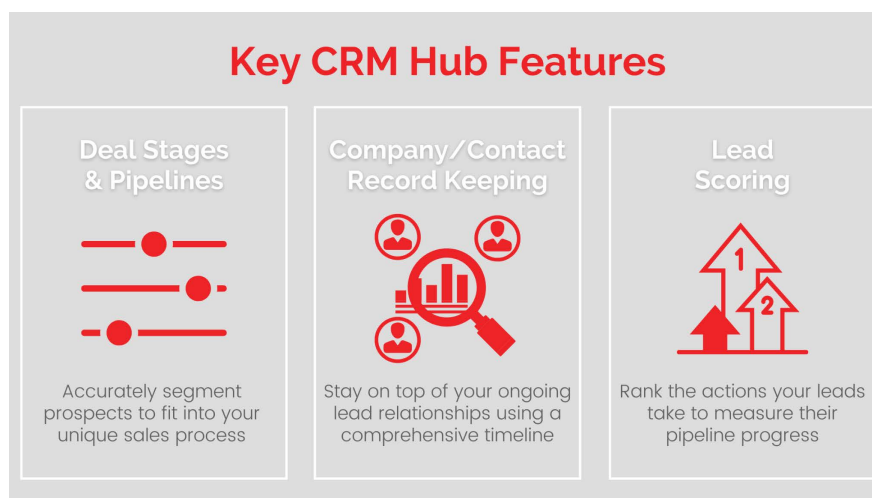 Key CRM Hub Features
Deal Stages
& Pipelines
Accurately segment
prospects to fit into your
unique sales process
Company/Contact
Record Keeping
Stay on top of your ongoing
lead relationships using a
comprehensive timeline
Lead
Scoring
1
2
Rank the actions your leads
take to measure their
pipeline progress